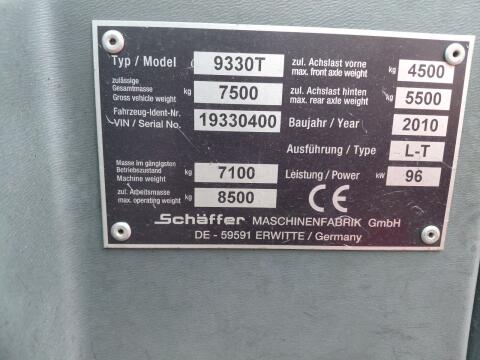 Typ / Model 9330T zul. Achslast vorne
max. front axle weight kg 4500
zulässige
Gesamtmasse
Gross vehicle weight kg 7500 zul. Achslast hinten
max. rear axle weight kg 5500
Fahrzeug-Ident-Nr.
VIN / Serial No. 19330400 Baujahr / Year 2010
Ausführung / Type L-T
Masse im gängigsten
Betriebszustand
Machine weight kg 7100 Leistung / Power kW 96
zul. Arbeitsmasse
max. operating weight kg 8500 CE
Schäffer MASCHINENFABRIK GmbH
DE - 59591 ERWITTE / Germany